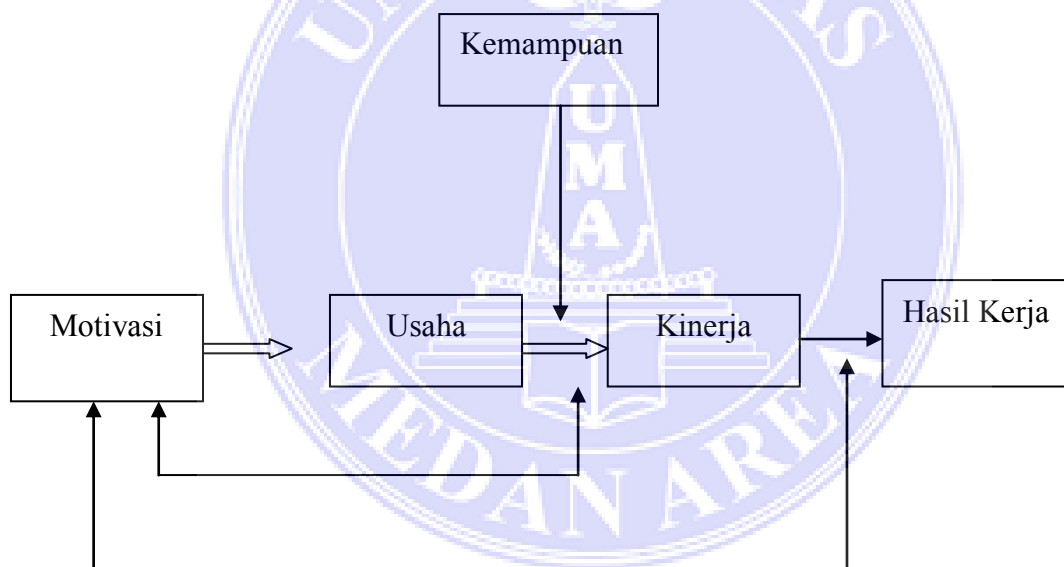 Kemampuan
Motivasi
Usaha
Kinerja
Hasil Kerja
UMA
MEDAN AREA